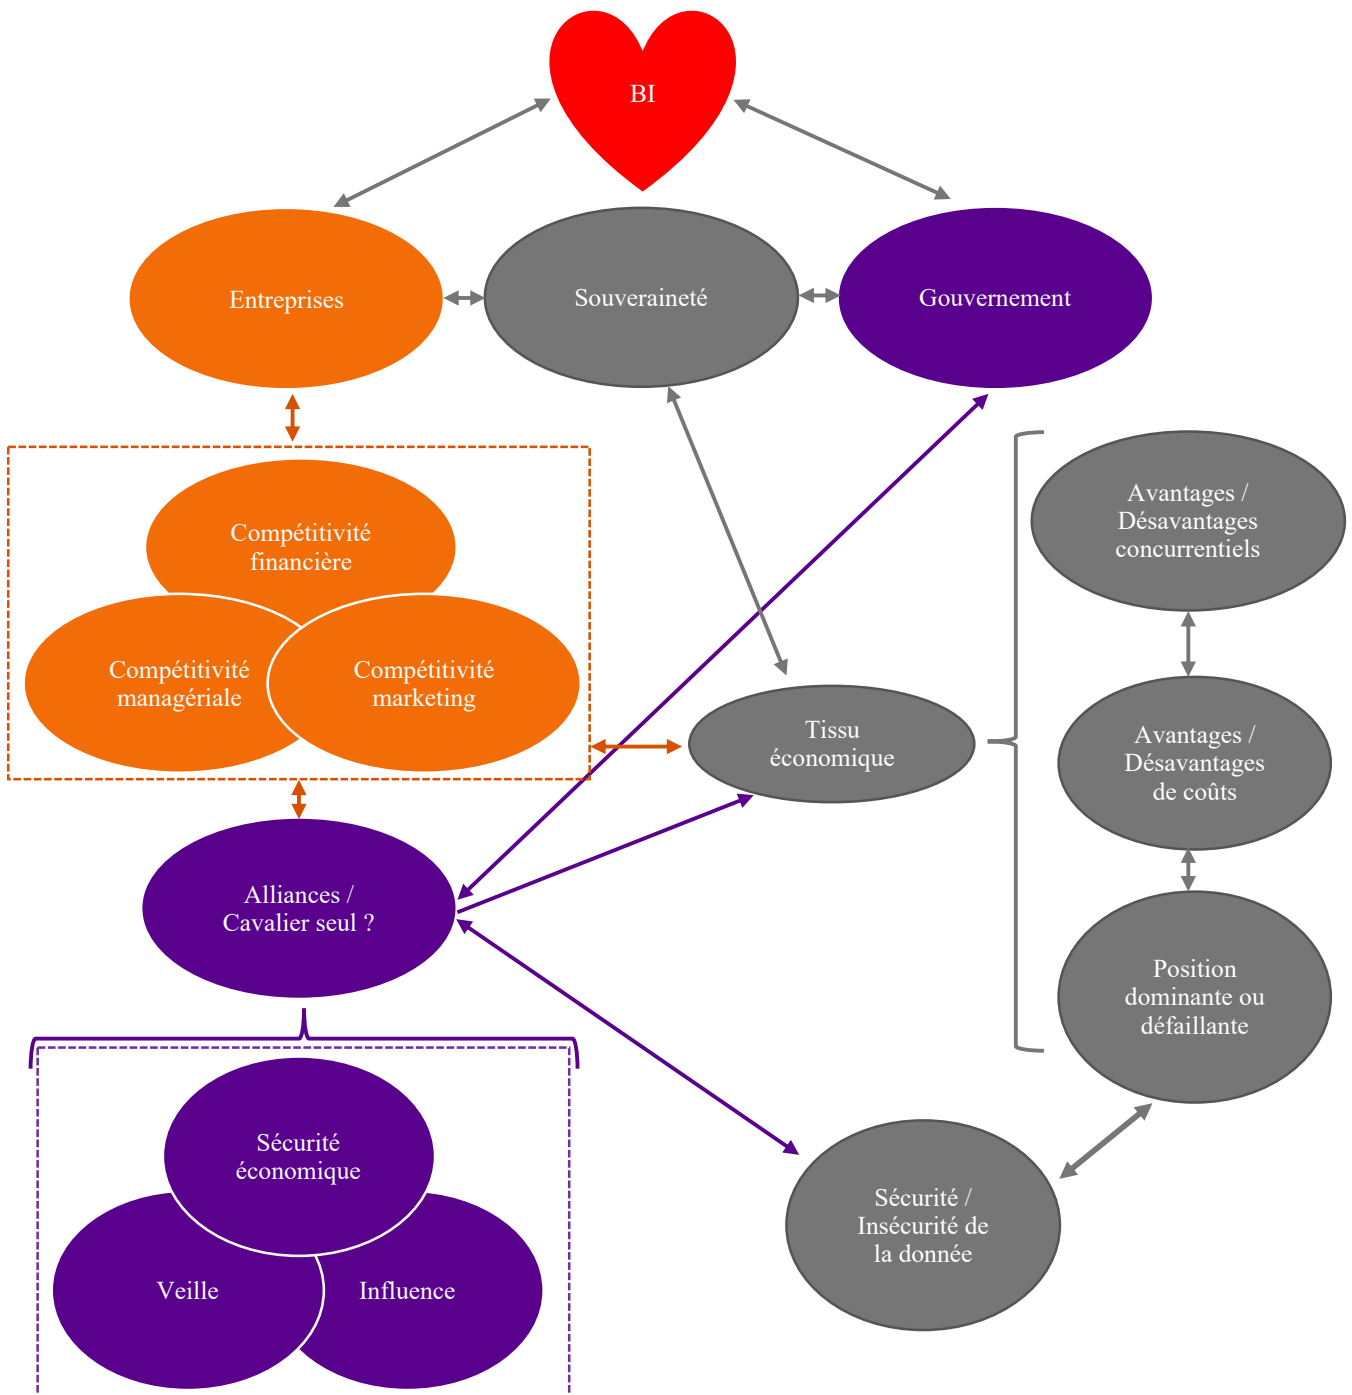 BI
Entreprises
Souveraineté
Gouvernement
Compétitivité
financière
Compétitivité
managériale
Compétitivité
marketing
Tissu
économique
Avantages /
Désavantages
concurrentiels
Avantages /
Désavantages
de coûts
Position
dominante ou
défaillante
Alliances /
Cavalier seul ?
Sécurité
économique
Veille
Influence
Sécurité /
Insécurité de
la donnée